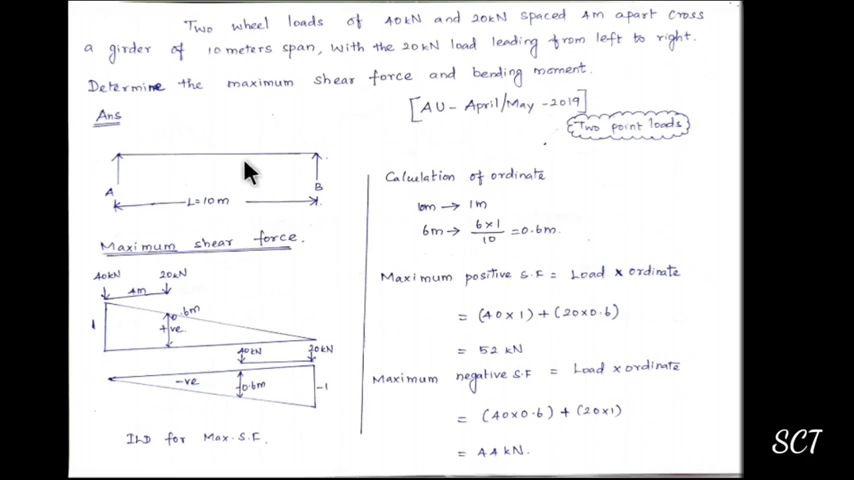 Two wheel loads of 40kN and 20kN spaced 4m apart cross
a girder of 10 meters span, with the 20kN load leading from left to right.
Determine the maximum shear force and bending moment.
[AU - April/May - 2019]
Ans
Two point loads
A
B
L=10m
Maximum shear force.
40kN 20kN
4m
1
0.6m
+ve
40kN 20kN
-ve
0.6m
-1
ILD for Max. S.F.
Calculation of ordinate
10m → 1m
6m → 6×1/10 = 0.6m.
Maximum positive S.F = Load × ordinate
= (40×1) + (20×0.6)
= 52 kN
Maximum negative S.F = Load × ordinate
= (40×0.6) + (20×1)
= 44 kN.
SCT